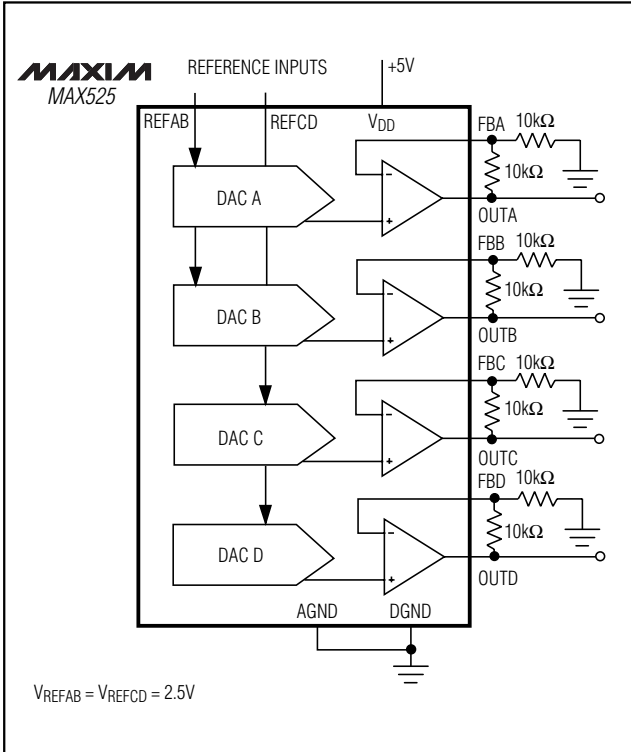 MAXIM
MAX525
REFERENCE INPUTS
+5V
REFAB
REFCD
VDD
FBA
10kΩ
10kΩ
OUTA
DAC A
FBB
10kΩ
10kΩ
OUTB
DAC B
FBC
10kΩ
10kΩ
OUTC
DAC C
FBD
10kΩ
10kΩ
OUTD
DAC D
AGND
DGND
VREFAB = VREFCD = 2.5V